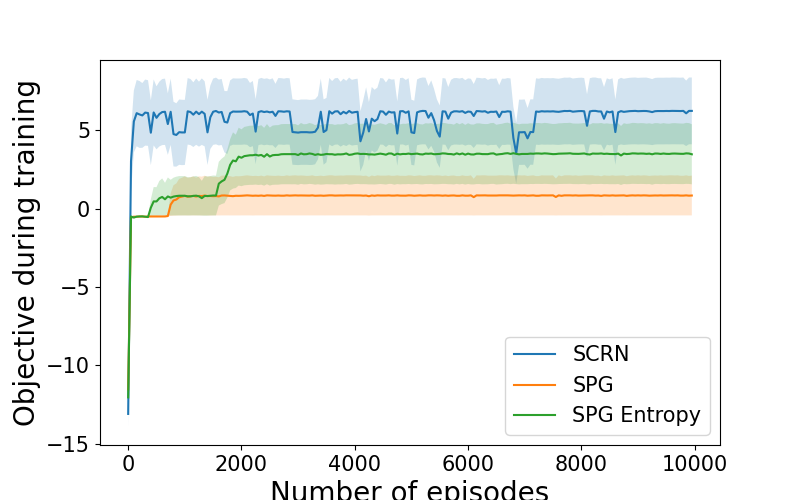 Objective during training
5
0
−5
−10
−15
0 2000 4000 6000 8000 10000
Number of episodes
SCRN
SPG
SPG Entropy